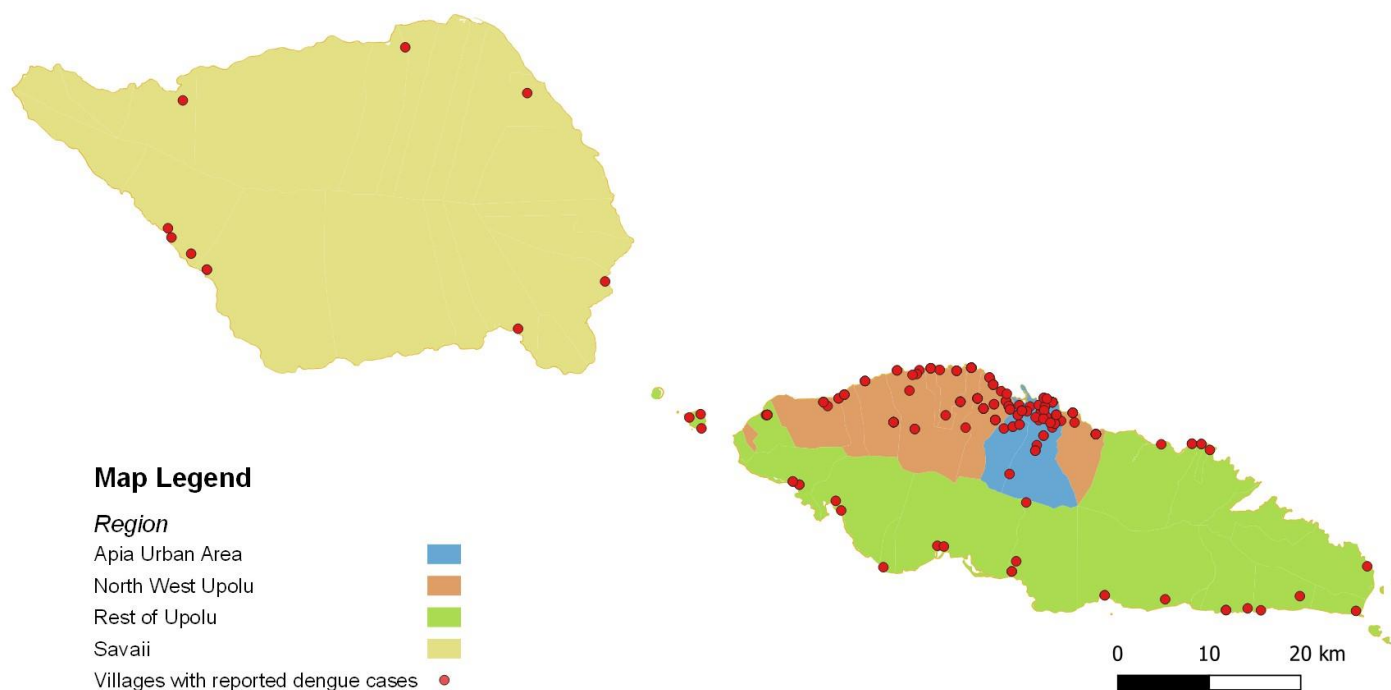 Map Legend
Region
Apia Urban Area
North West Upolu
Rest of Upolu
Savaii
Villages with reported dengue cases
0 10 20 km